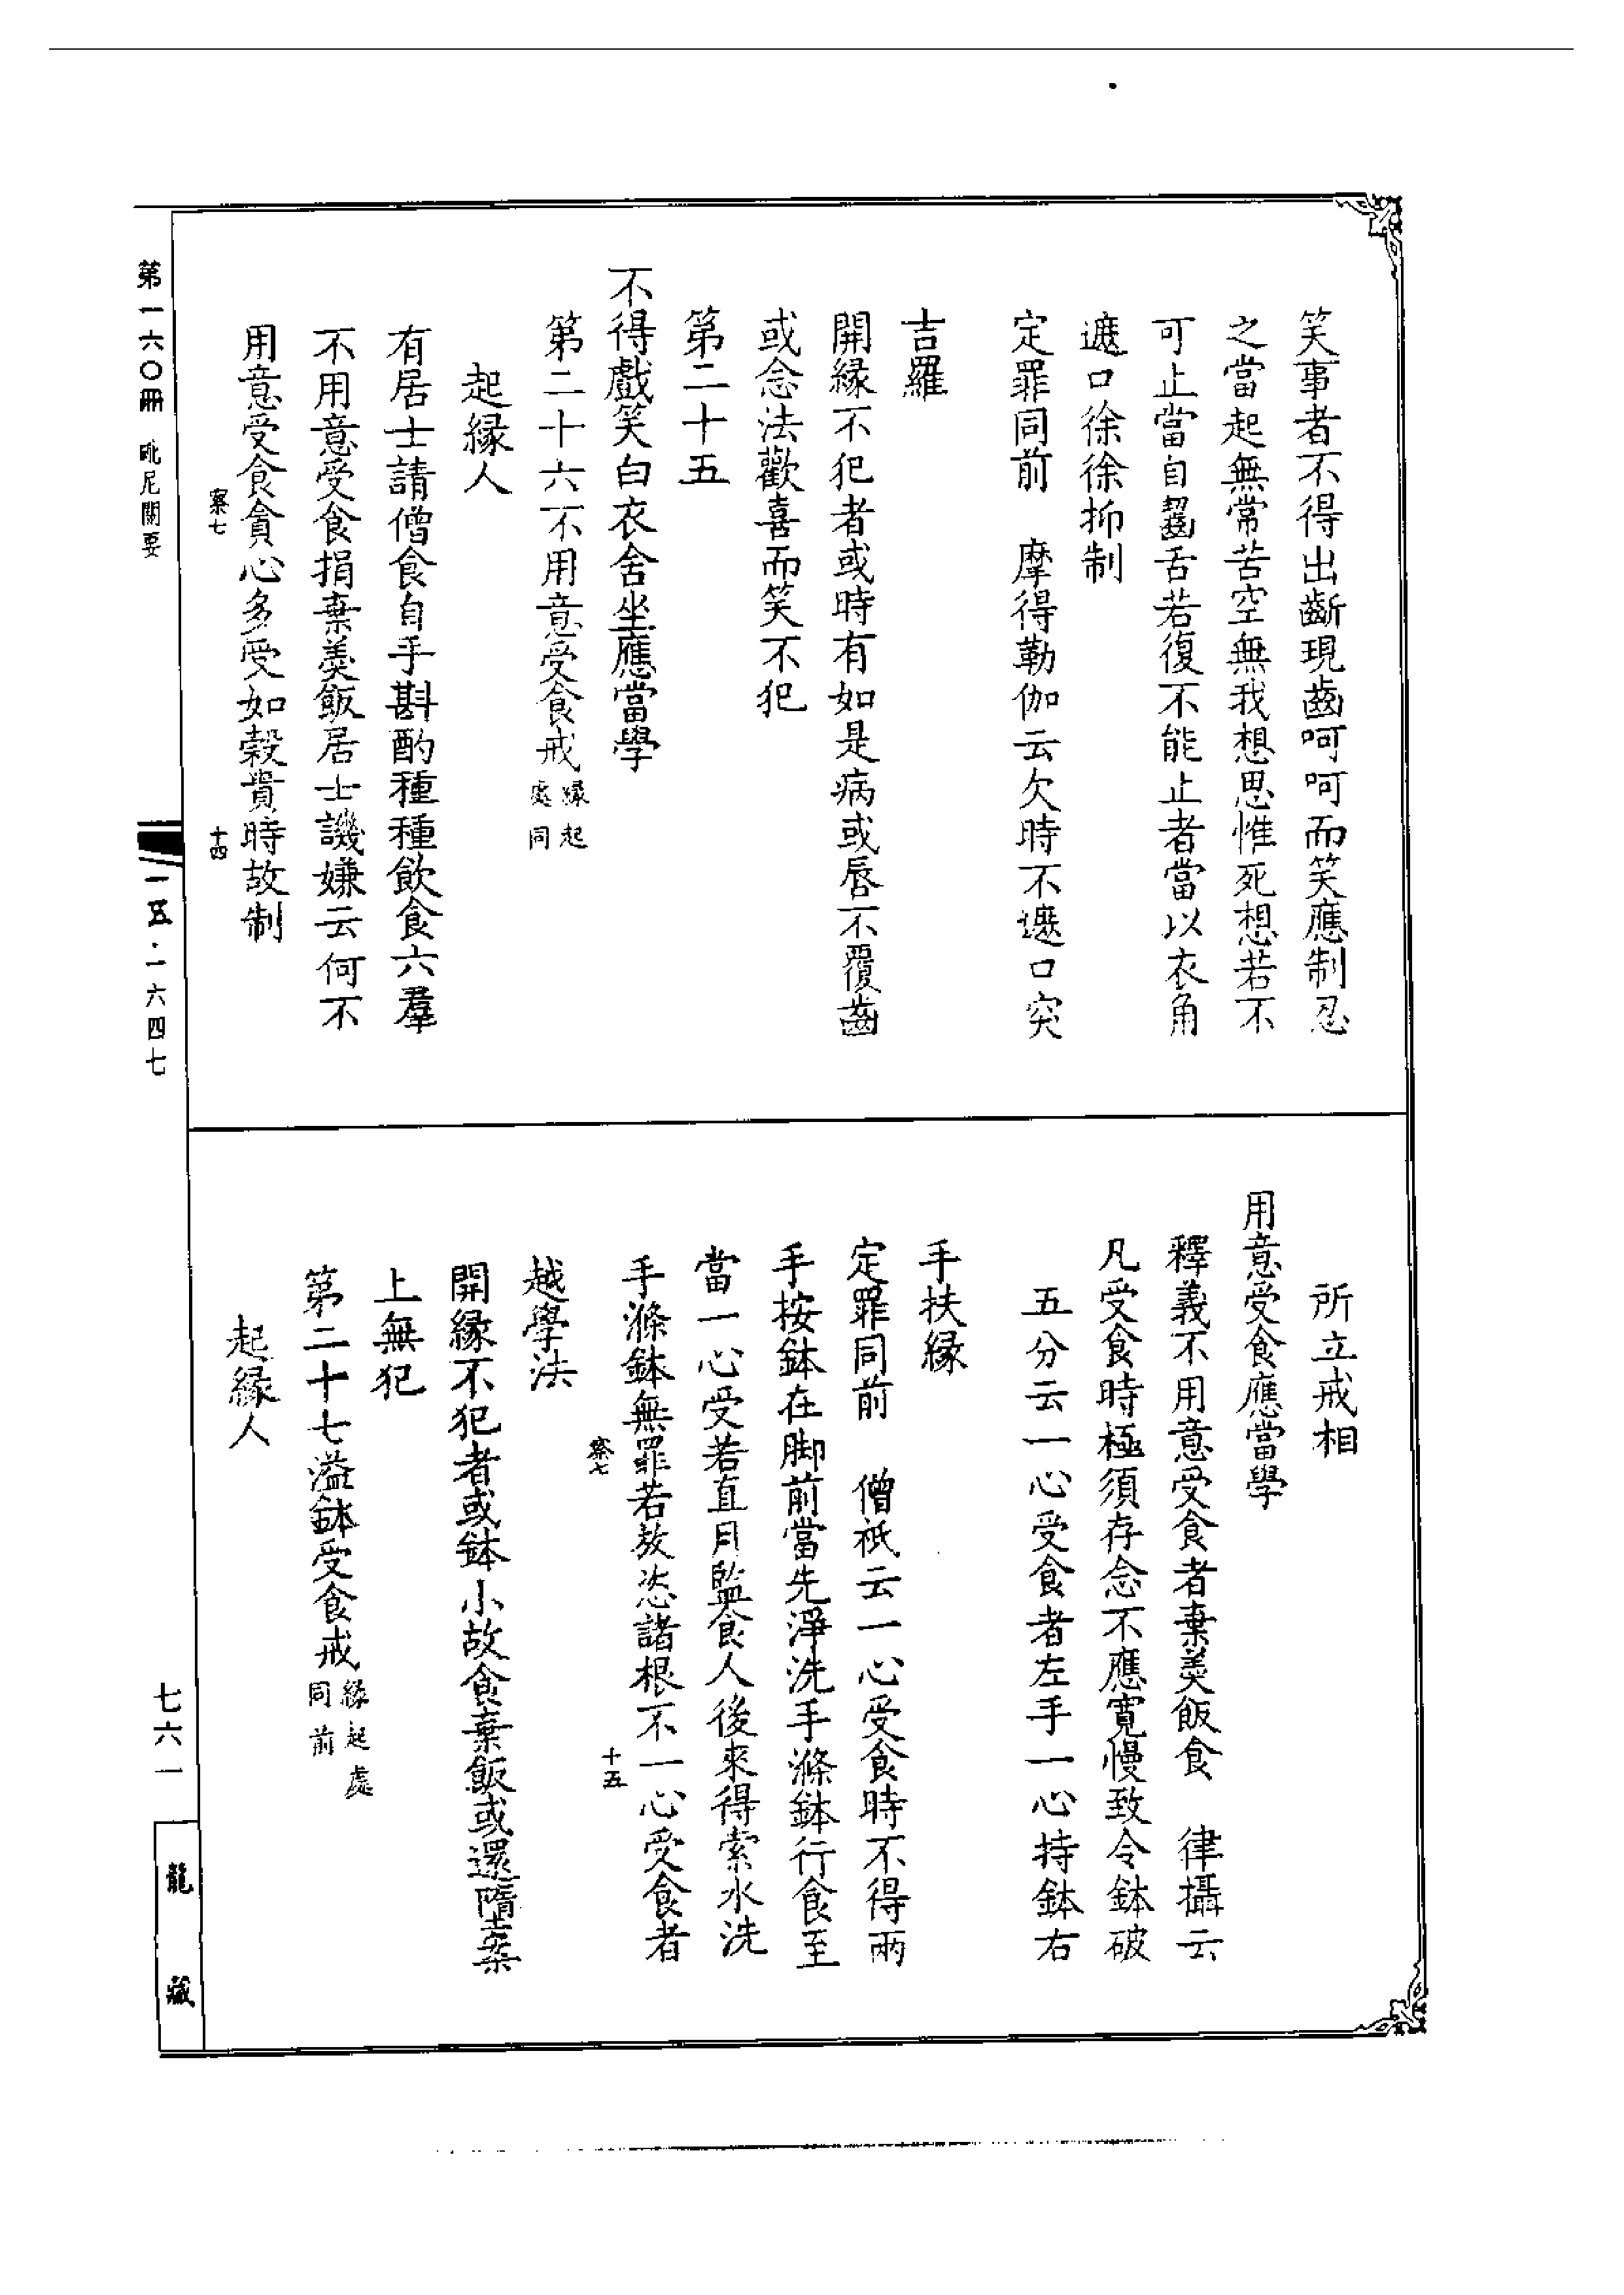 笑事者不得出齗現齒呵呵而笑應制忍
之當起無常苦空無我想思惟死想若不
可止當自齧舌若復不能止者當以衣角
遮口徐徐抑制
定罪同前　摩得勒伽云欠時不遮口突
吉羅
開緣不犯者或時有如是病或唇不覆齒
或念法歡喜而笑不犯
第二十五
不得戲笑白衣舍坐應當學
第二十六不用意受食戒緣起處同
起緣人
有居士請僧食自手斟酌種種飲食六羣
不用意受食捐棄羹飯居士譏嫌云何不
用意受食貪心多受如榖貴時故制
寮七　十四
所立戒相
用意受食應當學
釋義不用意受食者棄羹飯食　律攝云
凡受食時極須存念不應寬慢致令鉢破
五分云一心受食者左手一心持鉢右
手扶緣
定罪同前　僧祇云一心受食時不得兩
手按鉢在脚前當先淨洗手滌鉢行食至
當一心受若直月監食人後來得索水洗
手滌鉢無罪若放恣諸根不一心受食者
寮七　十五
越學法
開緣不犯者或鉢小故食棄飯或還隋案
上無犯
第二十七溢鉢受食戒緣起處同前
起緣人
第一六〇冊　毗尼關要
一五·一六四七
七六一
龍藏